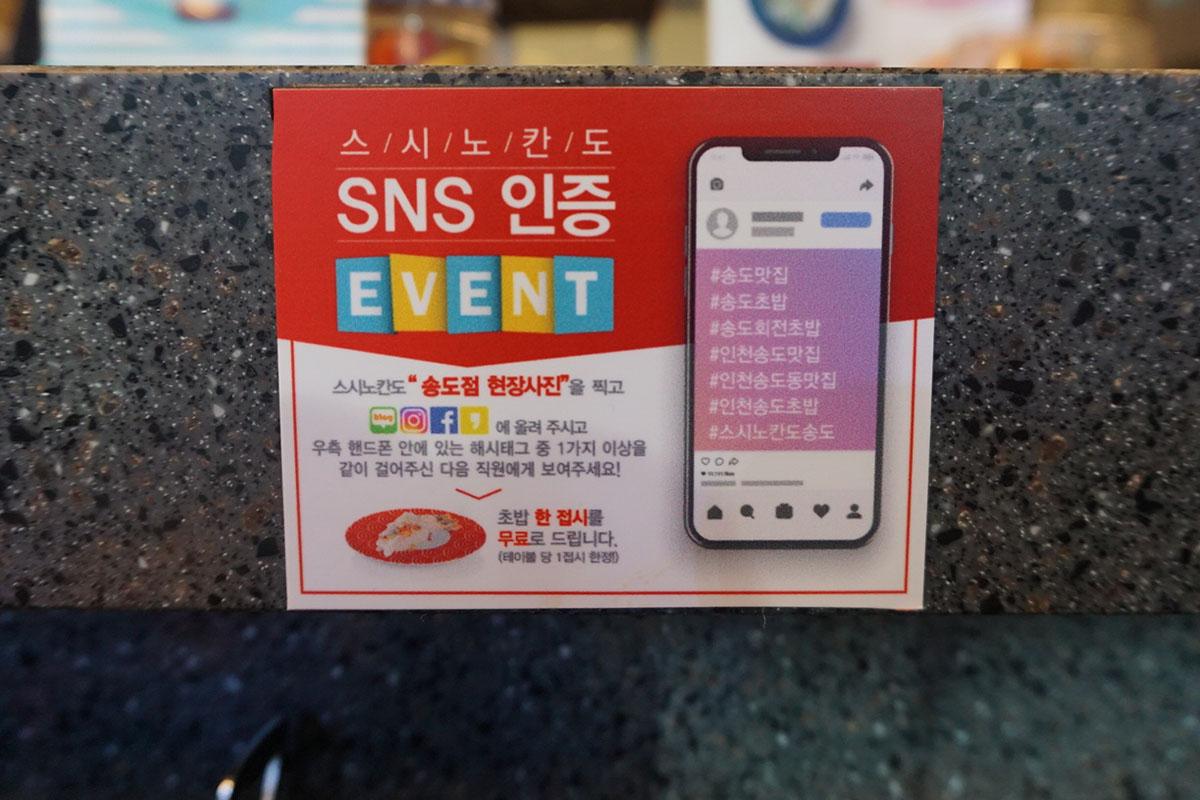 스/시/노/칸/도
SNS 인증
EVENT
스시노칸도 “송도점 현장사진”을 찍고
blog 에 올려 주시고
우측 핸드폰 안에 있는 해시태그 중 1가지 이상을
같이 걸어주신 다음 직원에게 보여주세요!
초밥 한 접시를
무료로 드립니다.
(테이블 당 1접시 한정!)
#송도맛집
#송도초밥
#송도회전초밥
#인천송도맛집
#인천송도동맛집
#인천송도초밥
#스시노칸도송도